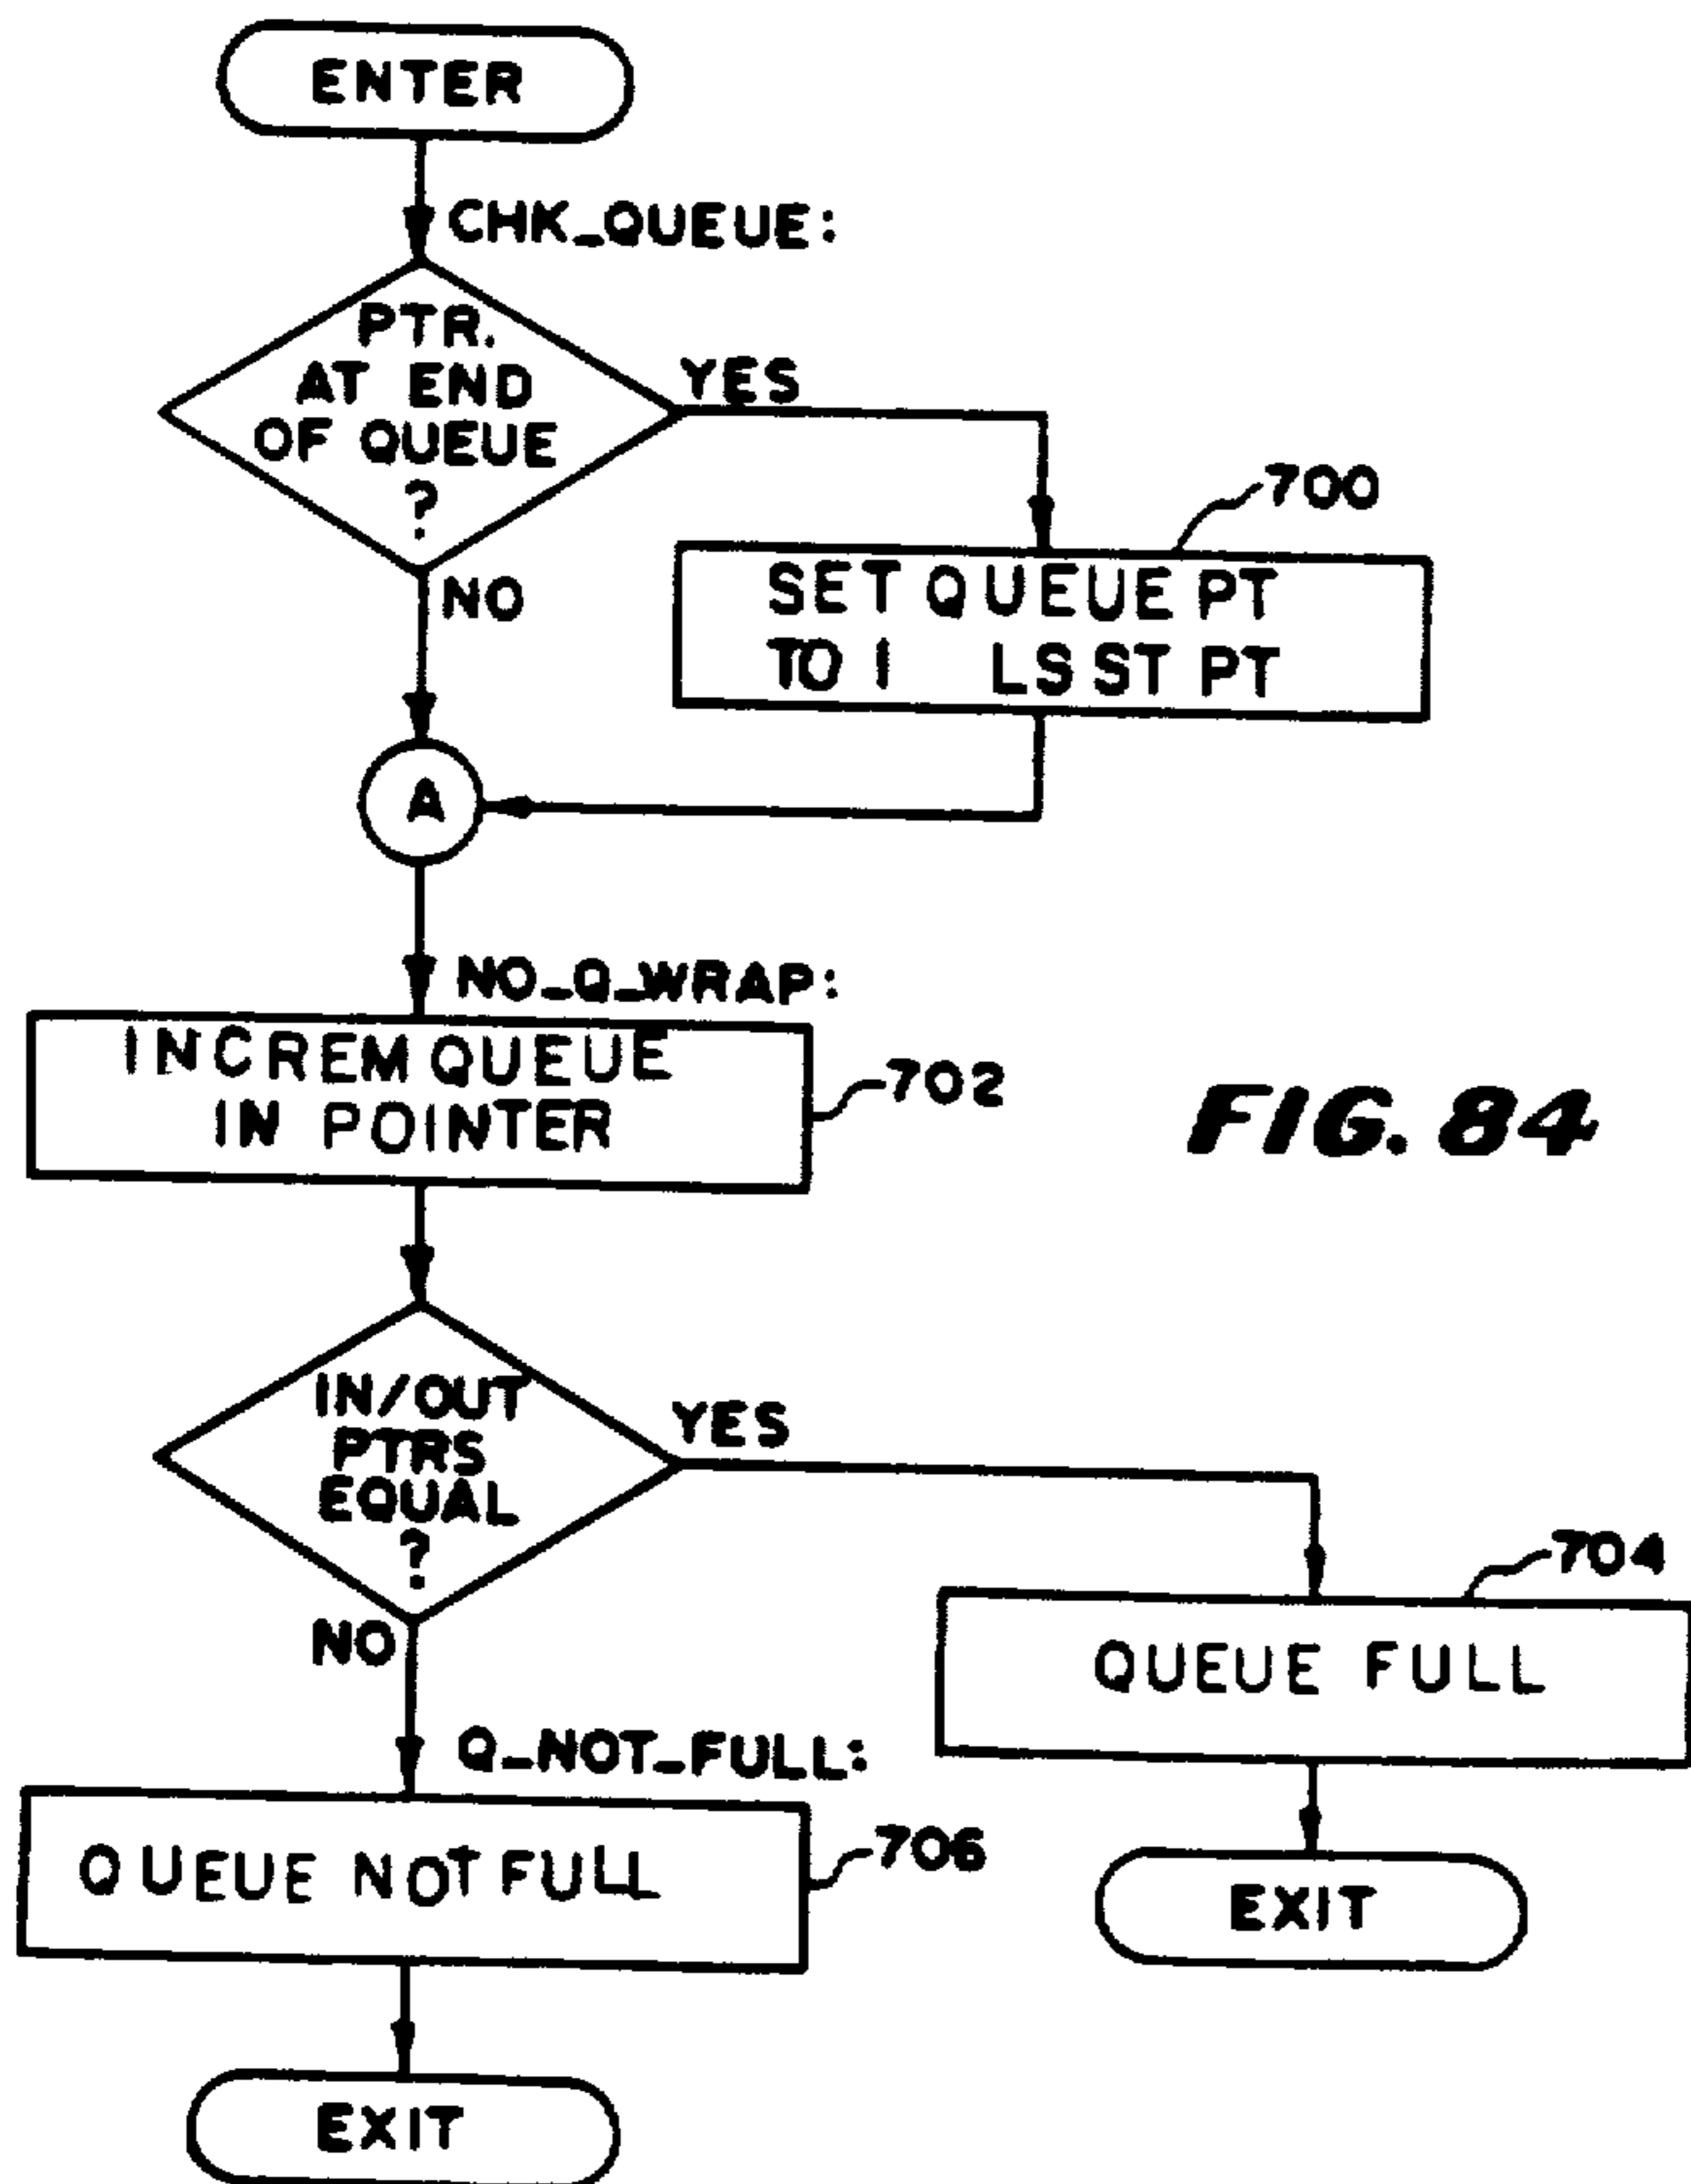 ENTER
CHK_QUEUE:
PTR.
AT END
OF QUEUE
?
YES
NO
700
SET QUEUE PT
TO 1 LSST PT
A
NO_Q_WRAP:
INCREM QUEUE
IN POINTER
702
FIG. 84
IN/OUT
PTRS
EQUAL
?
YES
NO
704
QUEUE FULL
Q_NOT_FULL:
QUEUE NOT FULL
706
EXIT
EXIT